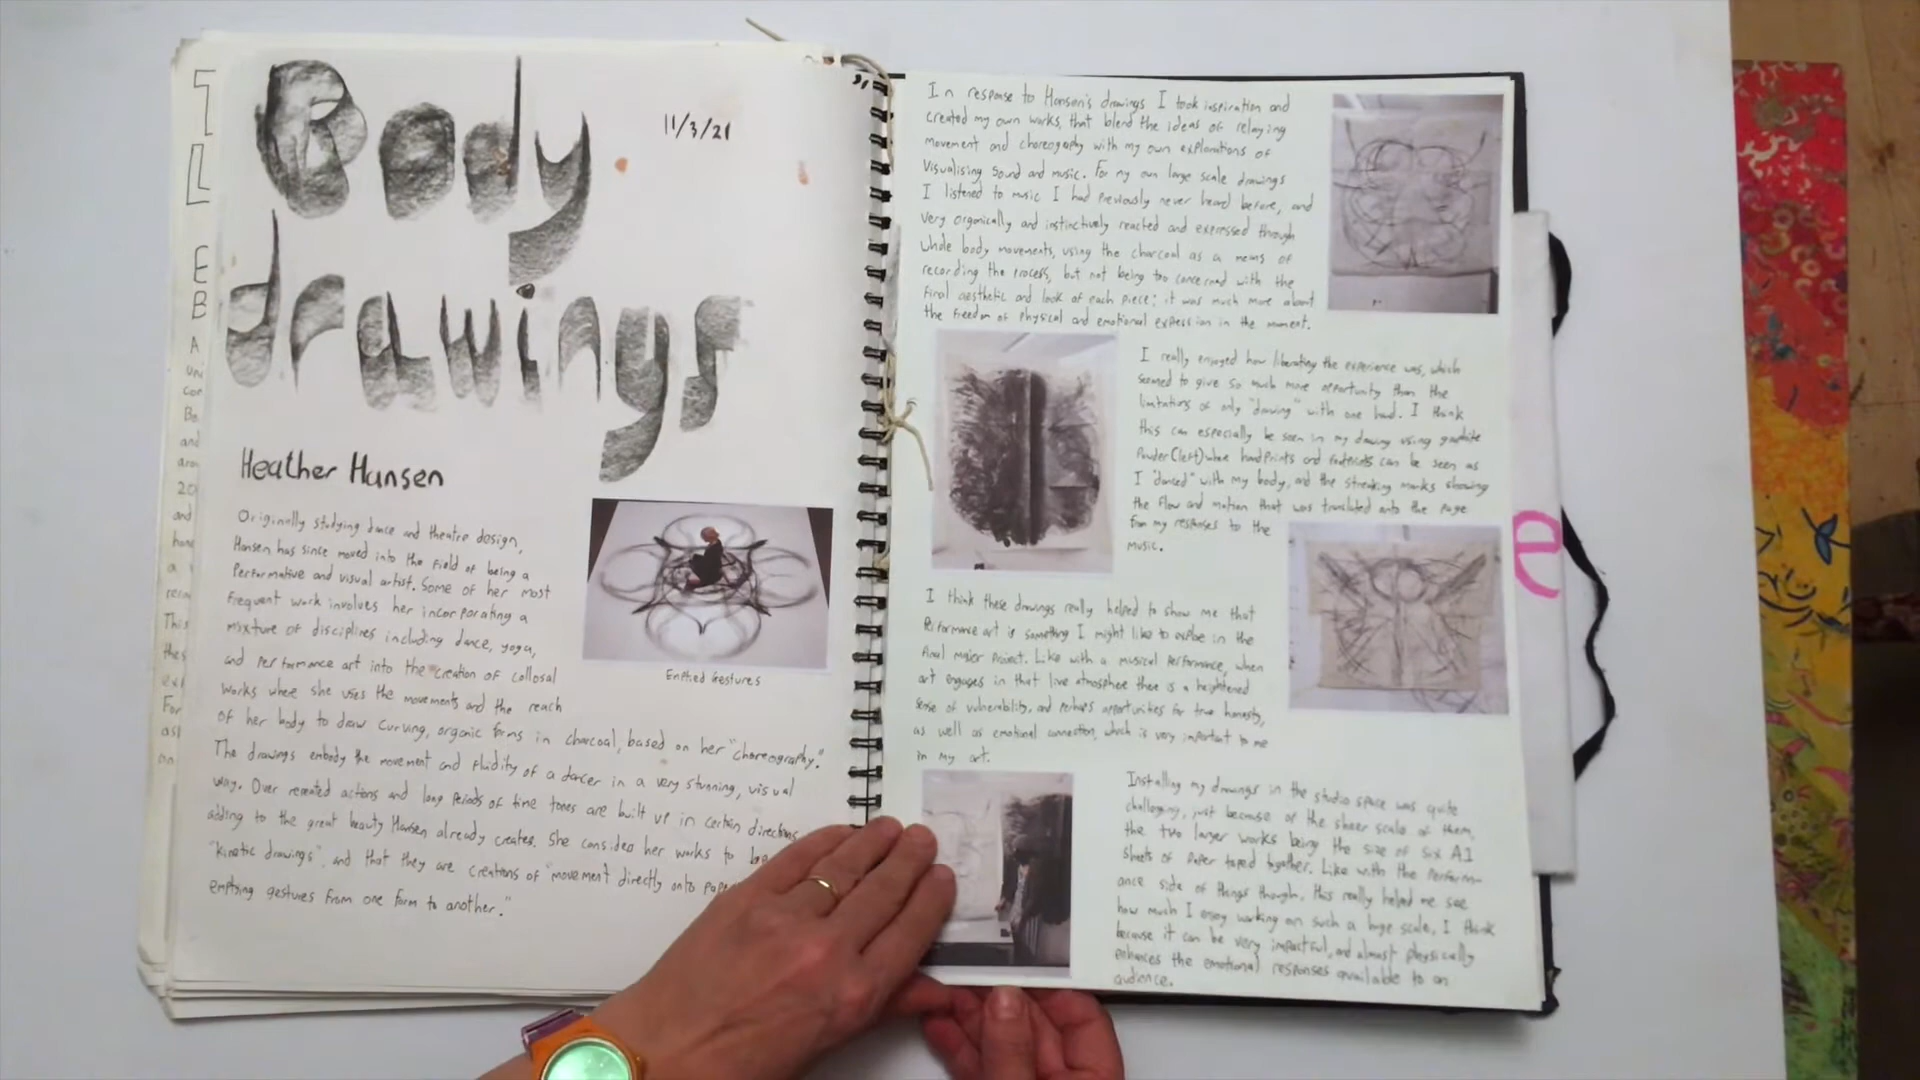 Body
11/3/21
drawings
Heather Hansen
Originally studying dance and theatre design,
Hansen has since moved into the field of being a
performative and visual artist. Some of her most
frequent work involves her incorporating a
mixture of disciplines including dance, yoga,
and performance art into the creation of collosal
works where she uses the movements and the reach
of her body to draw curving, organic forms in charcoal, based on her "choreography".
The drawings embody the movement and fluidity of a dancer in a very stunning, visual
way. Over repeated actions and long periods of time tones are built up in certain directions
adding to the great beauty Hansen already creates. She considers her works to be
"kinetic drawings", and that they are creations of "movement directly onto paper
emptying gestures from one form to another."
Emptied Gestures
In response to Hansen's drawings I took inspiration and
created my own works, that blend the ideas of relaying
movement and choreography with my own explorations of
visualising sound and music. For my own large scale drawings
I listened to music I had previously never heard before, and
very organically and instinctively reacted and expressed through
whole body movements, using the charcoal as a means of
recording the process, but not being too concerned with the
final aesthetic and look of each piece; it was much more about
the freedom of physical and emotional expression in the moment.
I really enjoyed how liberating the experience was, which
seemed to give so much more opportunity than the
limitations of only "drawing" with one hand. I think
this can especially be seen in my drawing using graphite
powder (left) where handprints and footprints can be seen as
I "danced" with my body, and the streaking marks showing
the flow and motion that was translated onto the page
from my responses to the
music.
I think these drawings really helped to show me that
performance art is something I might like to explore in the
final major project. Like with a musical performance, when
art engages in that live atmosphere there is a heightened
sense of vulnerability, and perhaps opportunities for true honesty,
as well as emotional connection, which is very important to me
in my art.
Installing my drawings in the studio space was quite
challenging, just because of the sheer scale of them,
the two larger works being the size of six A1
sheets of paper taped together. Like with the perform-
ance side of things though, this really helped me see
how much I enjoy working on such a large scale, I think
because it can be very impactful, and almost physically
enhances the emotional responses available to an
audience.
e